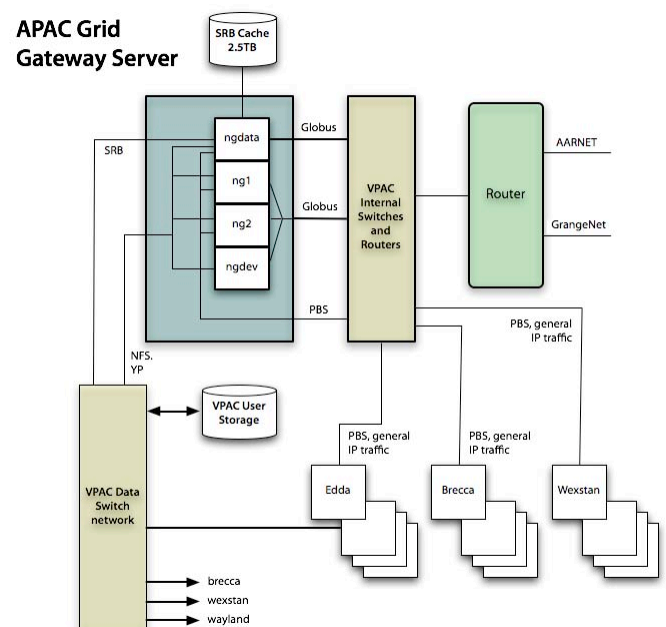 APAC Grid
Gateway Server
SRB Cache
2.5TB
SRB
ngdata
ng1
ng2
ngdev
Globus
Globus
PBS
VPAC
Internal
Switches
and
Routers
Router
AARNET
GrangeNet
NFS.
YP
VPAC User
Storage
PBS, general
IP traffic
PBS, general
IP traffic
PBS, general
IP traffic
Edda
Brecca
Wexstan
VPAC Data
Switch
network
brecca
wexstan
wayland